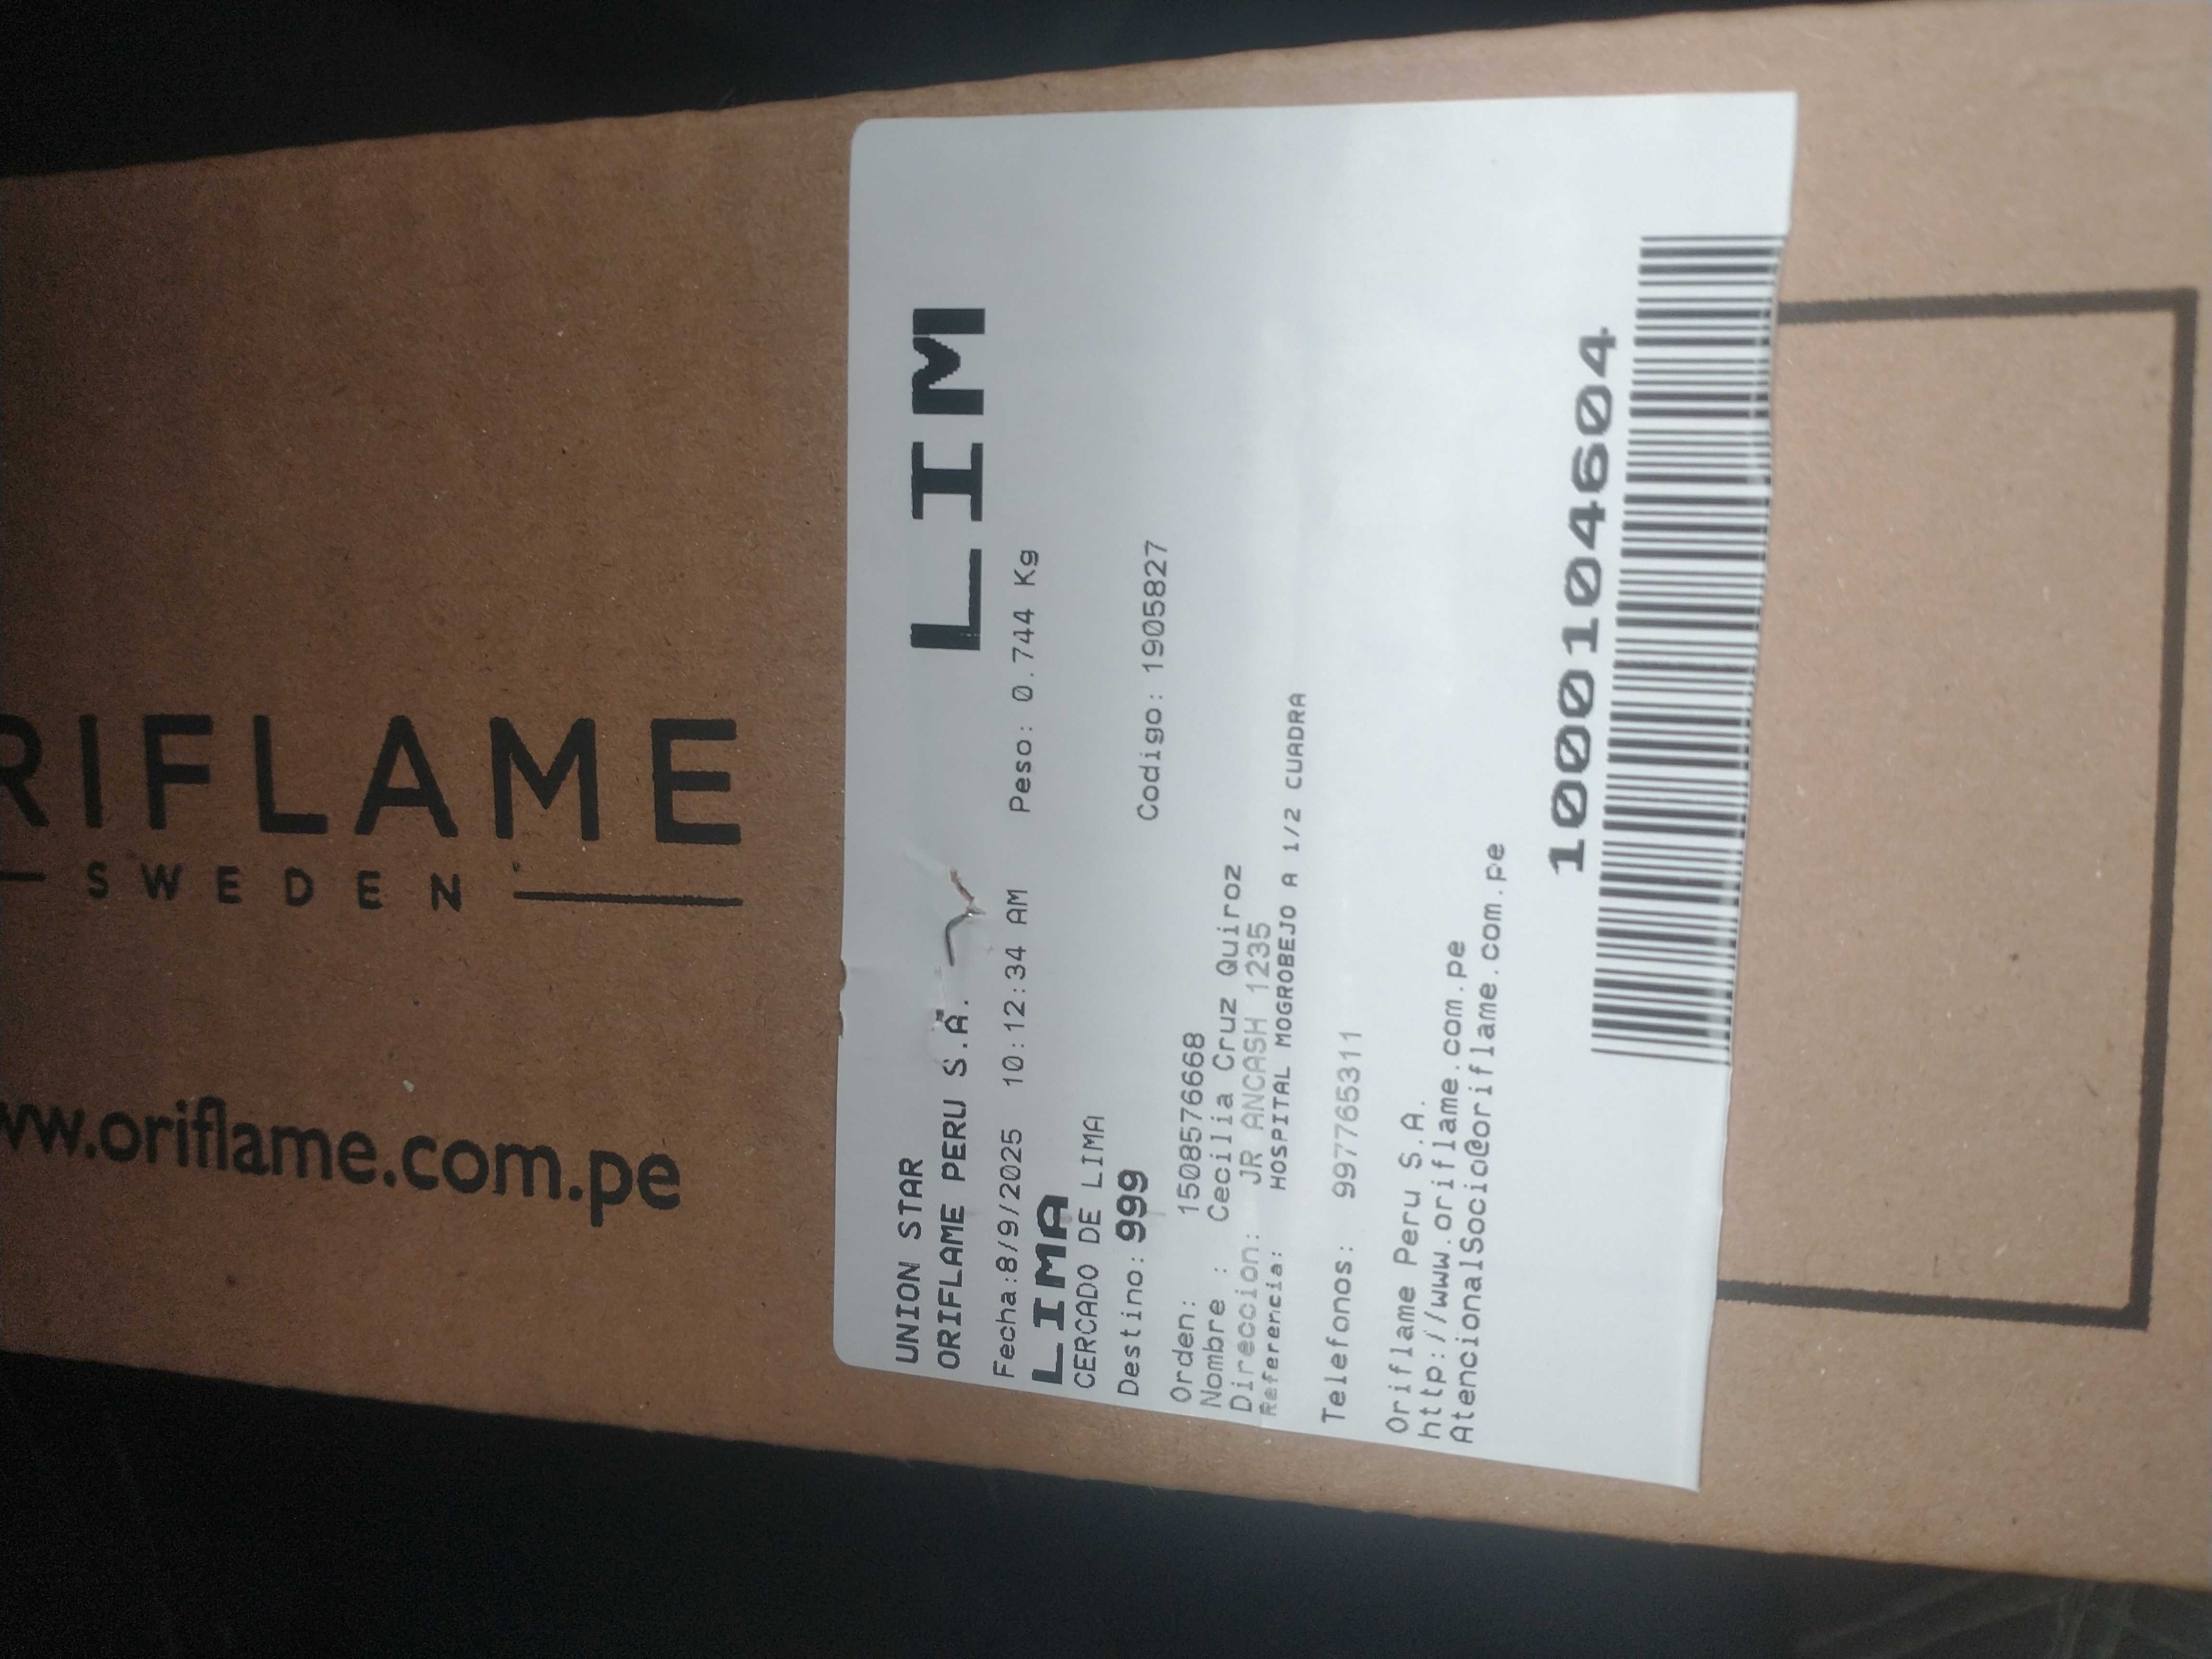 RIFLAME
SWEDEN
ww.oriflame.com.pe
UNION STAR
ORIFLAME PERU S.A.
LIM
Fecha:8/9/2025 10:12:34 AM Peso: 0.744 Kg
LIMA
CERCADO DE LIMA
Destino: 999
Codigo: 1905827
Orden: 1508576668
Nombre : Cecilia Cruz Quiroz
Direccion: JR ANCASH 1235
Referencia: HOSPITAL MOGROBEJO A 1/2 CUADRA
Telefonos: 997765311
Oriflame Peru S.A.
http://www.oriflame.com.pe
AtencionalSocio@oriflame.com.pe
100010104604